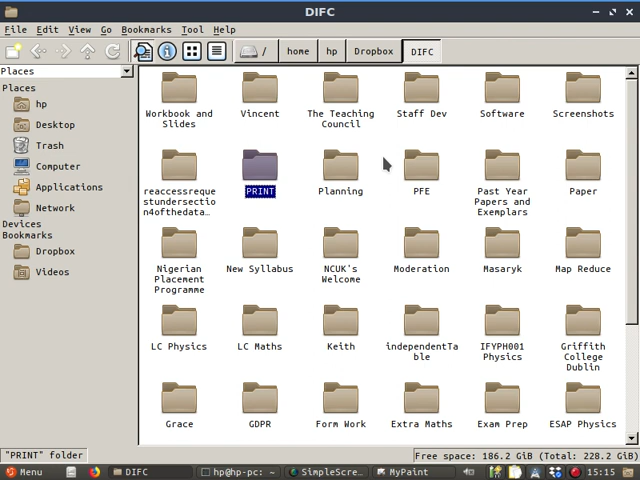 DIFC
File Edit View Go Bookmarks Tool Help
/ home hp Dropbox DIFC
Places
Places
hp
Desktop
Trash
Computer
Applications
Network
Devices
Bookmarks
Dropbox
Videos
Workbook and
Slides
Vincent
The Teaching
Council
Staff Dev
Software
Screenshots
reaccessreque
stundersectio
n4ofthedata…
PRINT
Planning
PFE
Past Year
Papers and
Exemplars
Paper
Nigerian
Placement
Programme
New Syllabus
NCUK's
Welcome
Moderation
Masaryk
Map Reduce
LC Physics
LC Maths
Keith
independentTa
ble
IFYPH001
Physics
Griffith
College
Dublin
Grace
GDPR
Form Work
Extra Maths
Exam Prep
ESAP Physics
"PRINT" folder
Free space: 186.2 GiB (Total: 228.2 GiB)
Menu DIFC hp@hp-pc: ~ SimpleScre… MyPaint 15:15